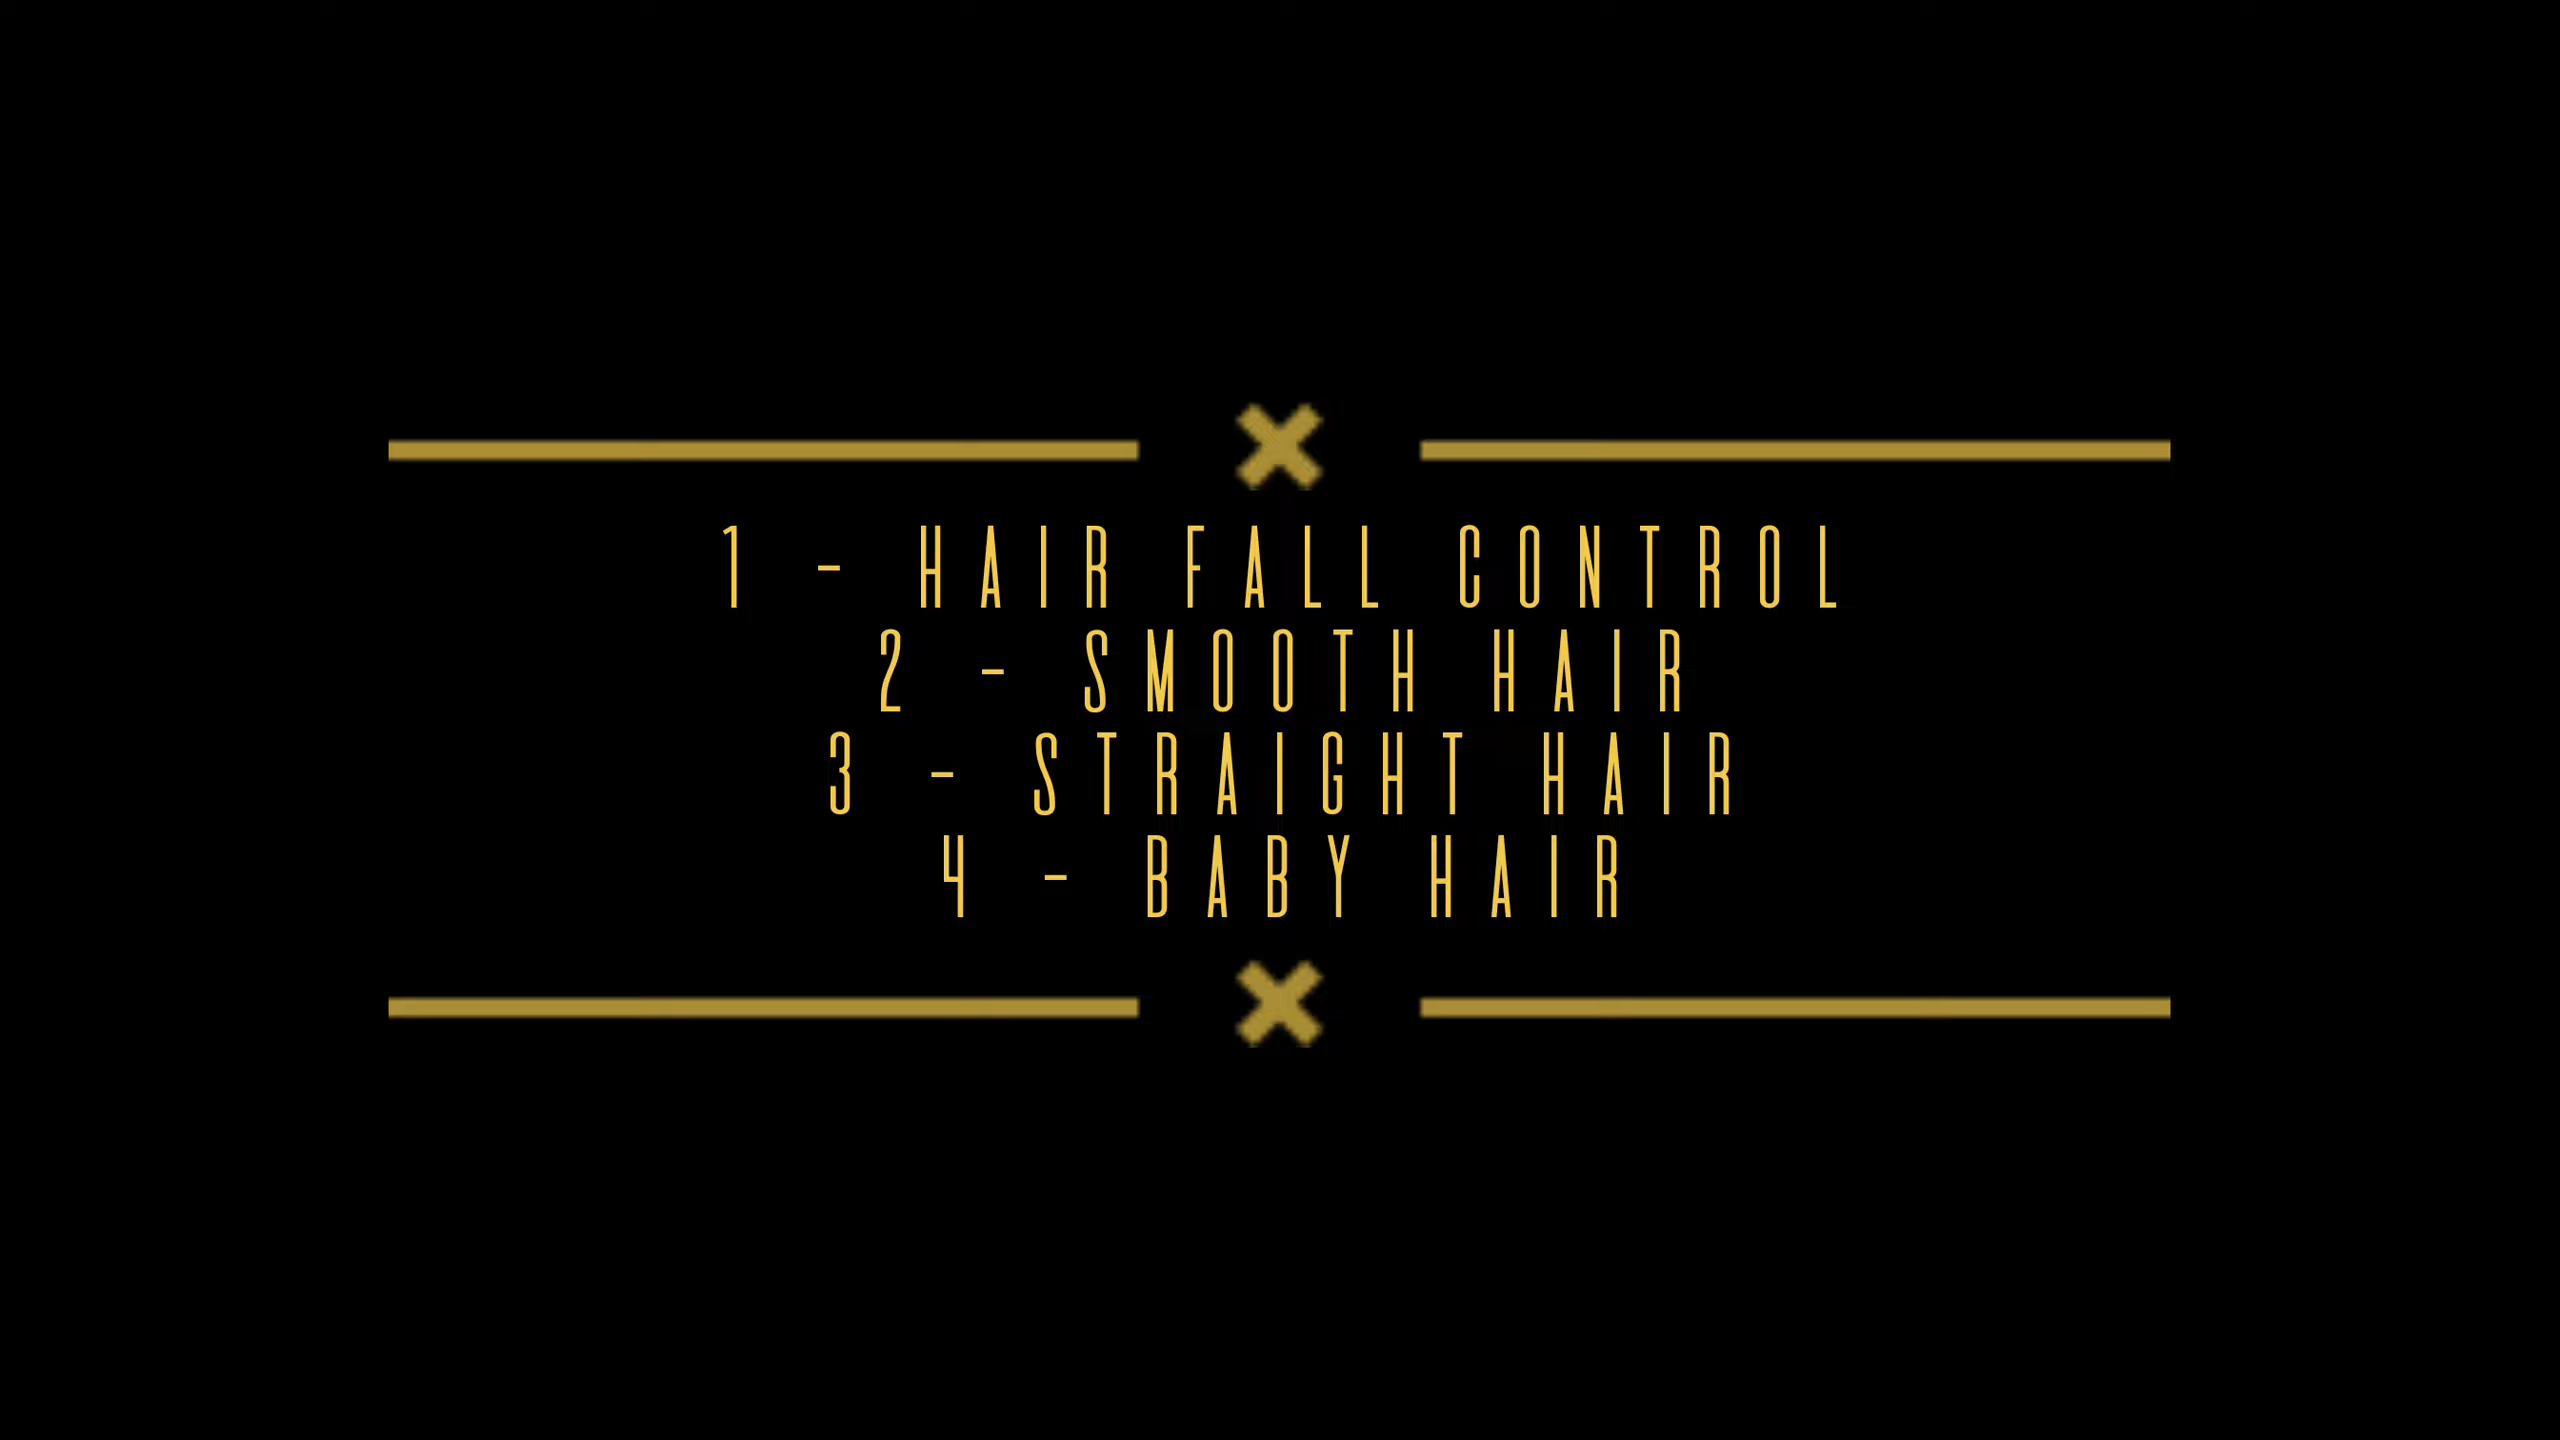 1 - HAIR FALL CONTROL
2 - SMOOTH HAIR
3 - STRAIGHT HAIR
4 - BABY HAIR